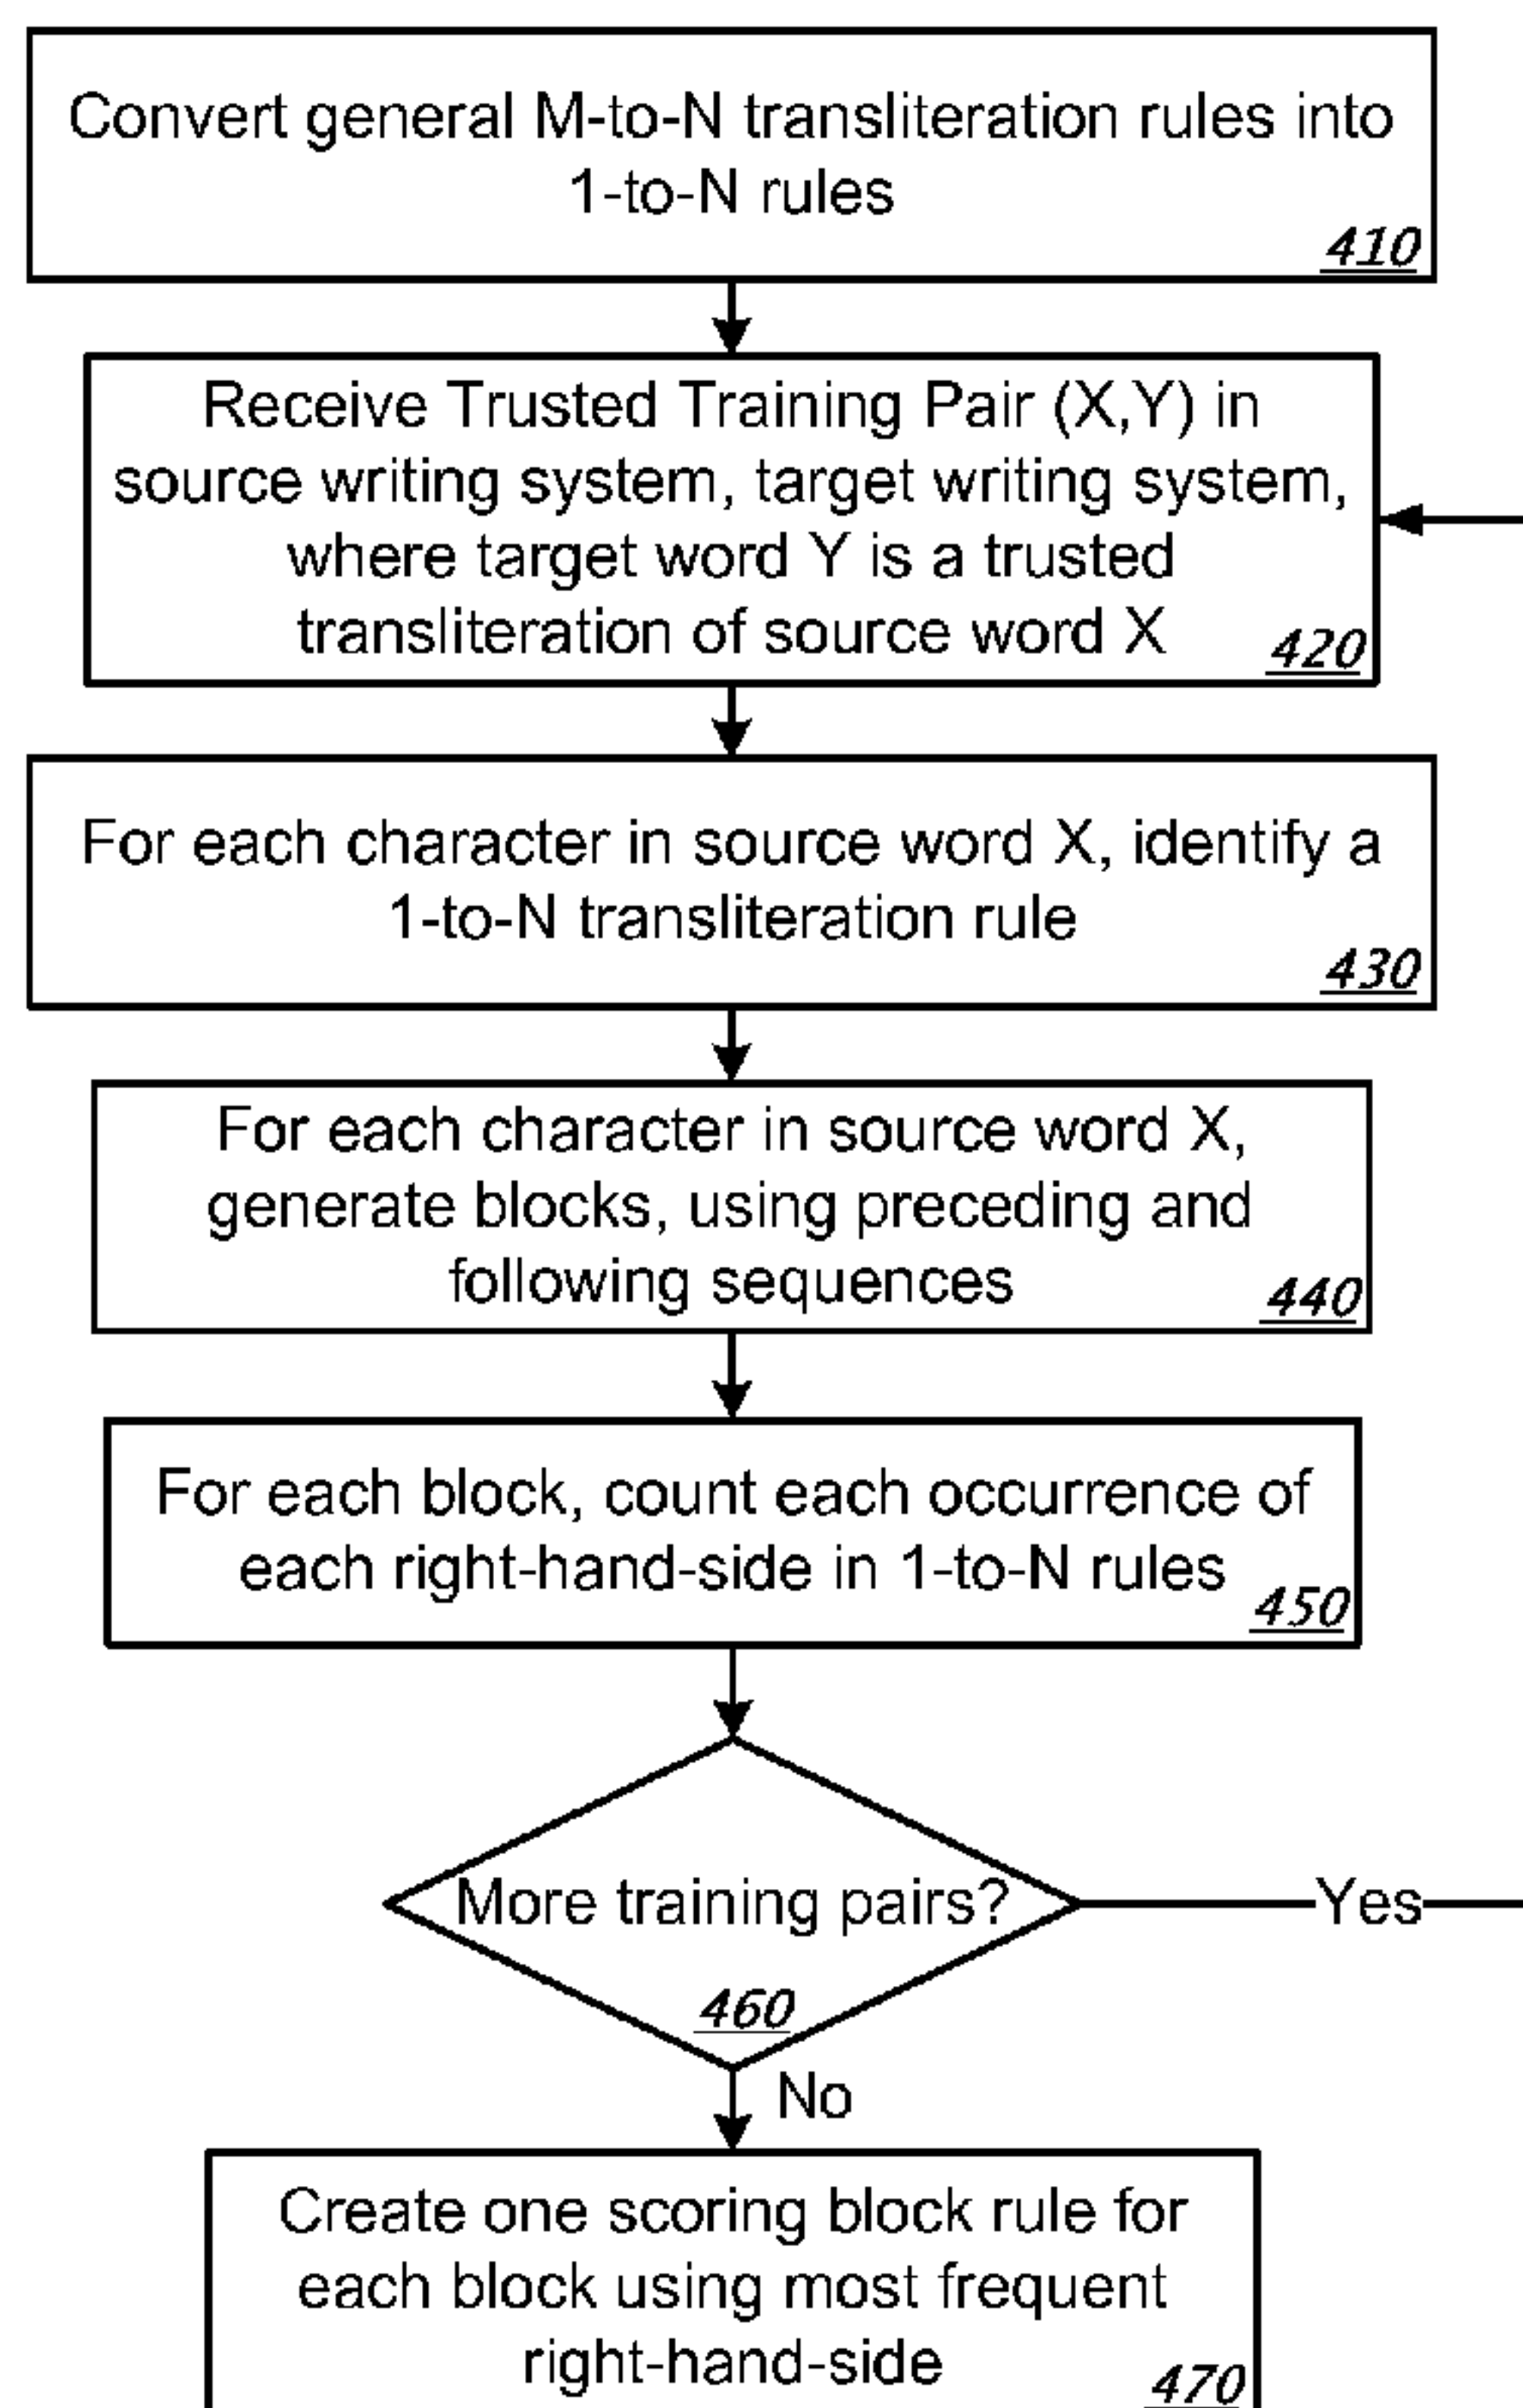 Convert general M-to-N transliteration rules into
1-to-N rules
410
Receive Trusted Training Pair (X,Y) in
source writing system, target writing system,
where target word Y is a trusted
transliteration of source word X
420
For each character in source word X, identify a
1-to-N transliteration rule
430
For each character in source word X,
generate blocks, using preceding and
following sequences
440
For each block, count each occurrence of
each right-hand-side in 1-to-N rules
450
More training pairs?
Yes
460
No
Create one scoring block rule for
each block using most frequent
right-hand-side
470